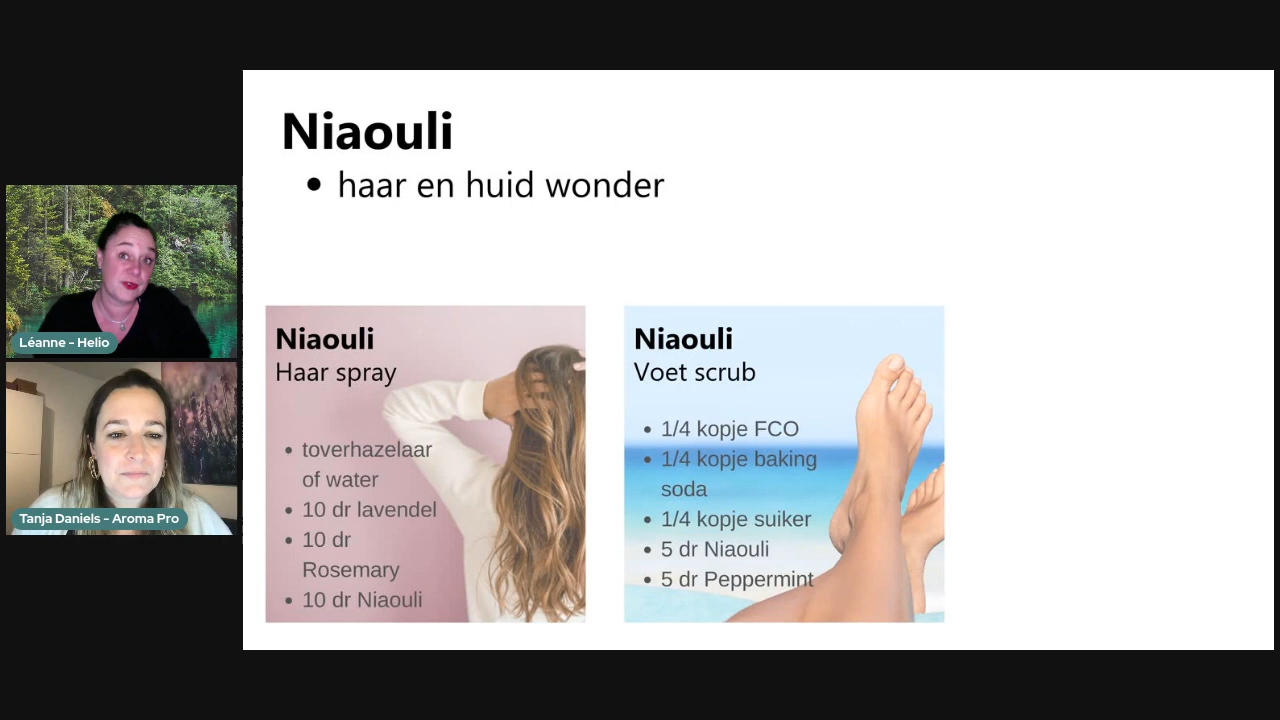 Niaouli
• haar en huid wonder
Léanne - Helio
Tanja Daniels - Aroma Pro
Niaouli
Haar spray
• toverhazelaar
of water
• 10 dr lavendel
• 10 dr
Rosemary
• 10 dr Niaouli
Niaouli
Voet scrub
• 1/4 kopje FCO
• 1/4 kopje baking
soda
• 1/4 kopje suiker
• 5 dr Niaouli
• 5 dr Peppermint